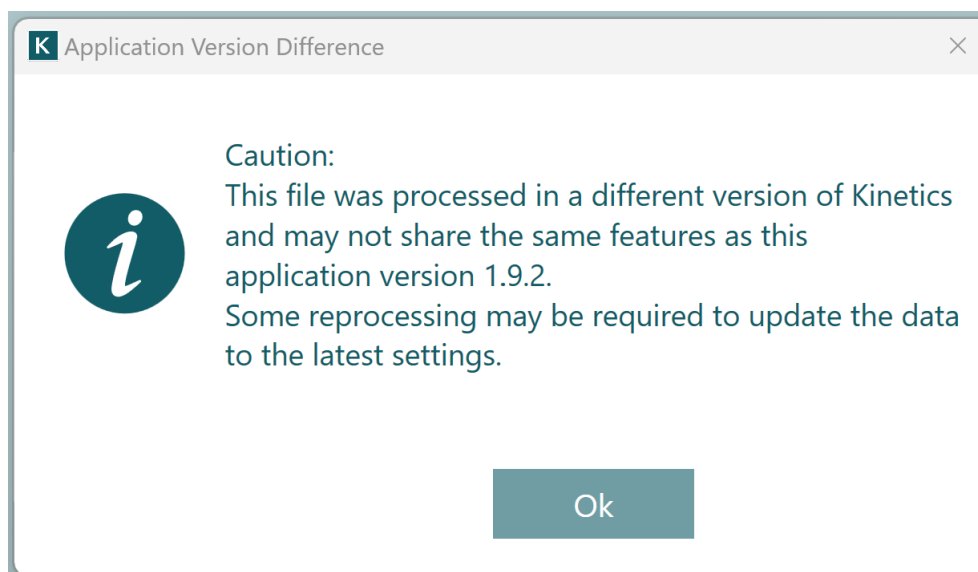 K Application Version Difference
Caution:
This file was processed in a different version of Kinetics
and may not share the same features as this
application version 1.9.2.
Some reprocessing may be required to update the data
to the latest settings.
Ok